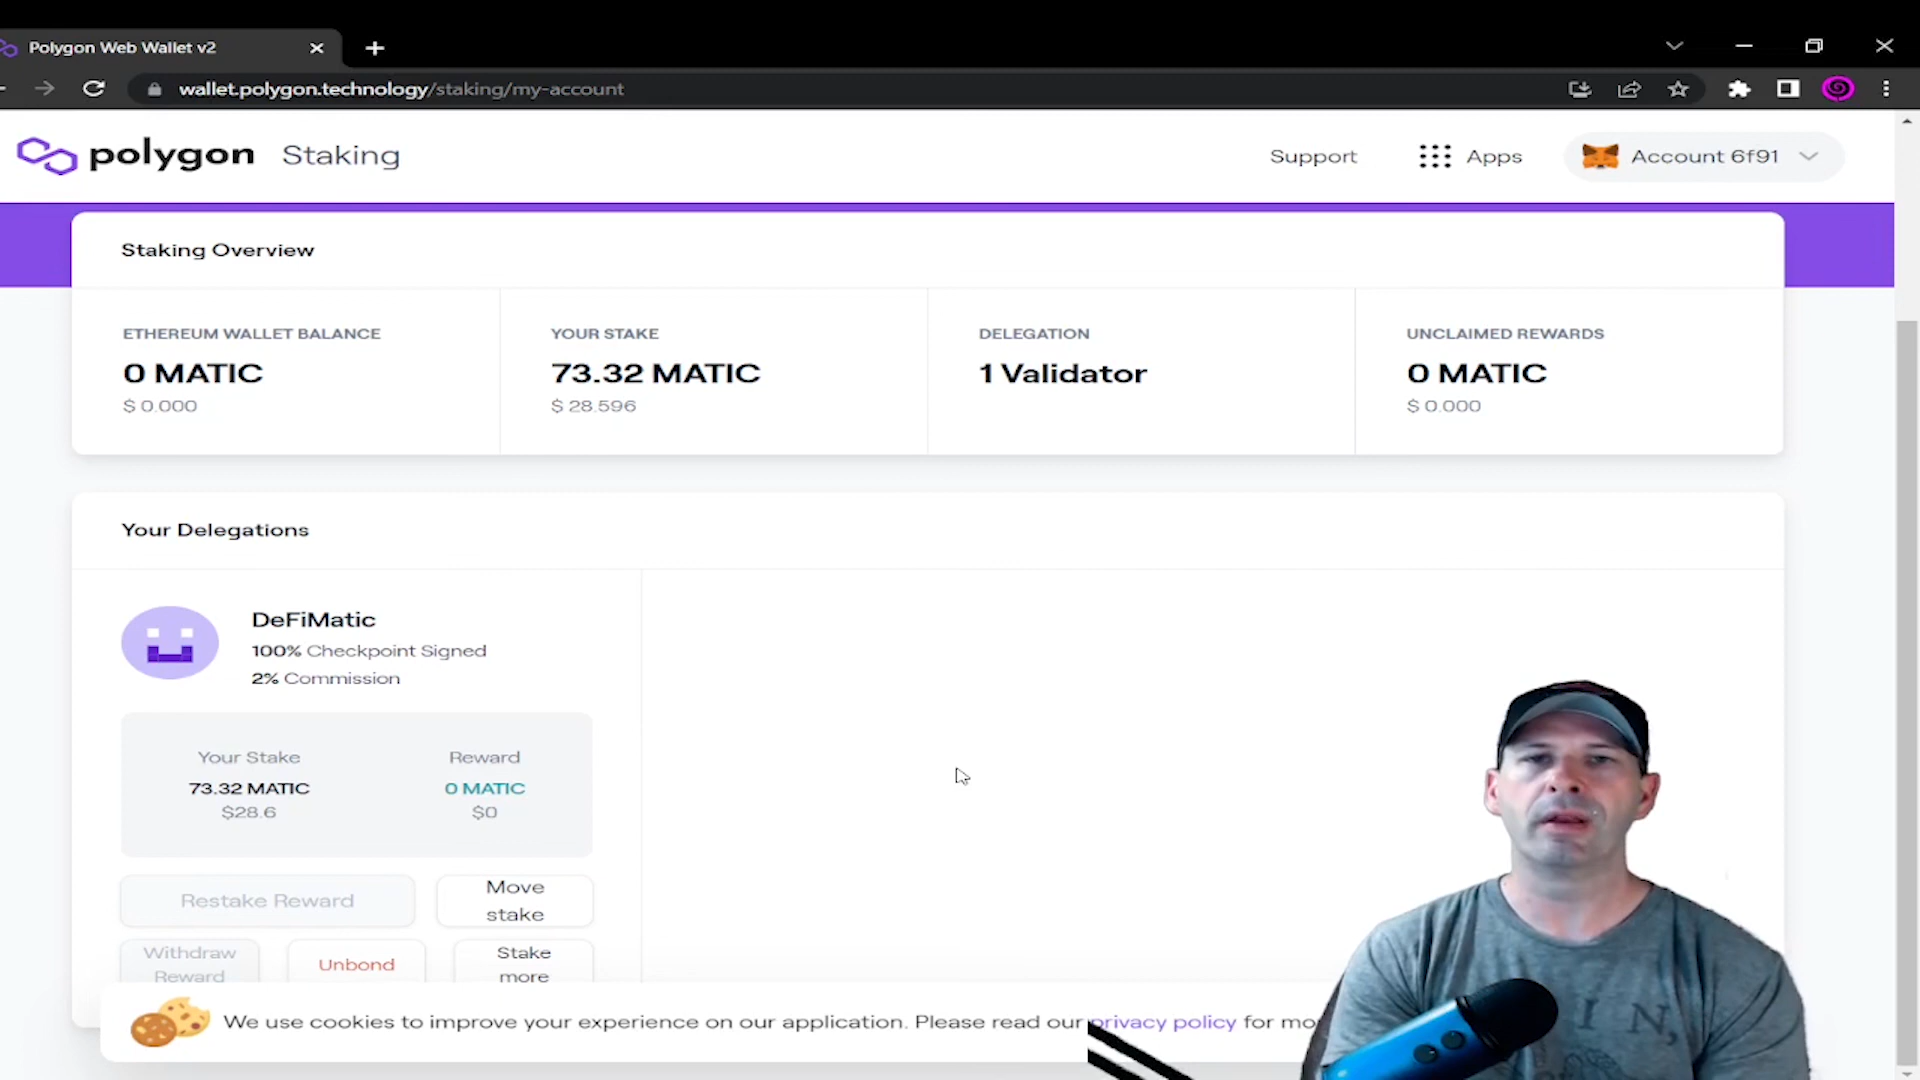 Polygon Web Wallet v2
wallet.polygon.technology/staking/my-account
polygon Staking
Support
Apps
Account 6f91
Staking Overview
ETHEREUM WALLET BALANCE
0 MATIC
$ 0.000
YOUR STAKE
73.32 MATIC
$ 28.596
DELEGATION
1 Validator
UNCLAIMED REWARDS
0 MATIC
$ 0.000
Your Delegations
DeFiMatic
100% Checkpoint Signed
2% Commission
Your Stake
73.32 MATIC
$28.6
Reward
0 MATIC
$0
Restake Reward
Move
stake
Withdraw
Reward
Unbond
Stake
more
We use cookies to improve your experience on our application. Please read our privacy policy for mo